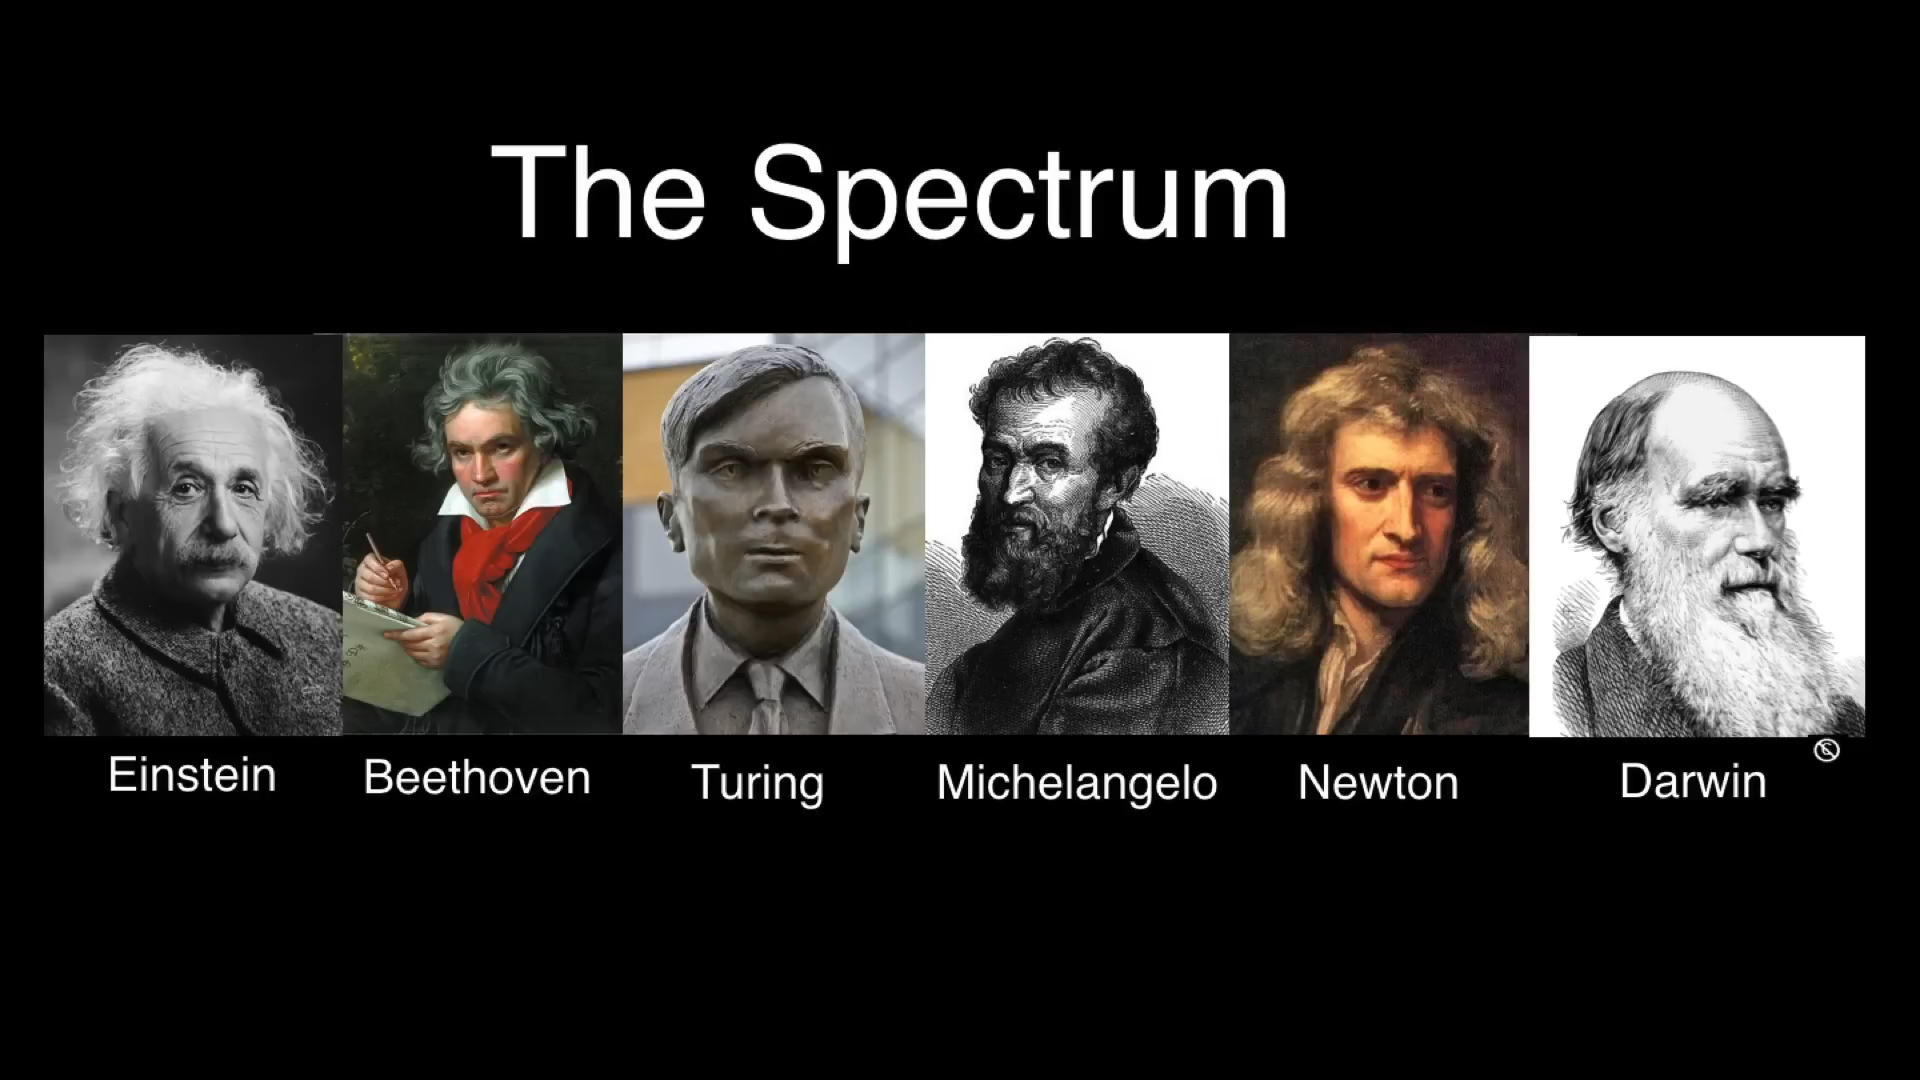 The Spectrum
Einstein
Beethoven
Turing
Michelangelo
Newton
Darwin